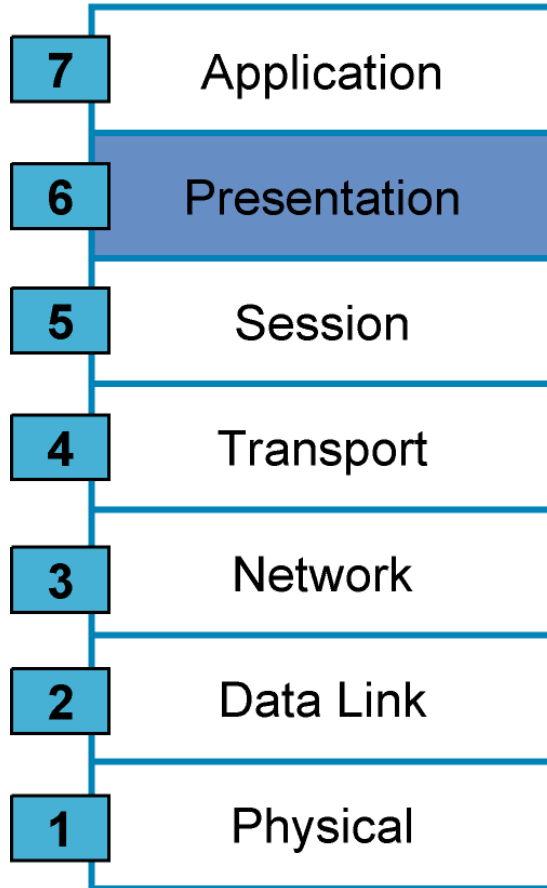 7 Application
6 Presentation
5 Session
4 Transport
3 Network
2 Data Link
1 Physical